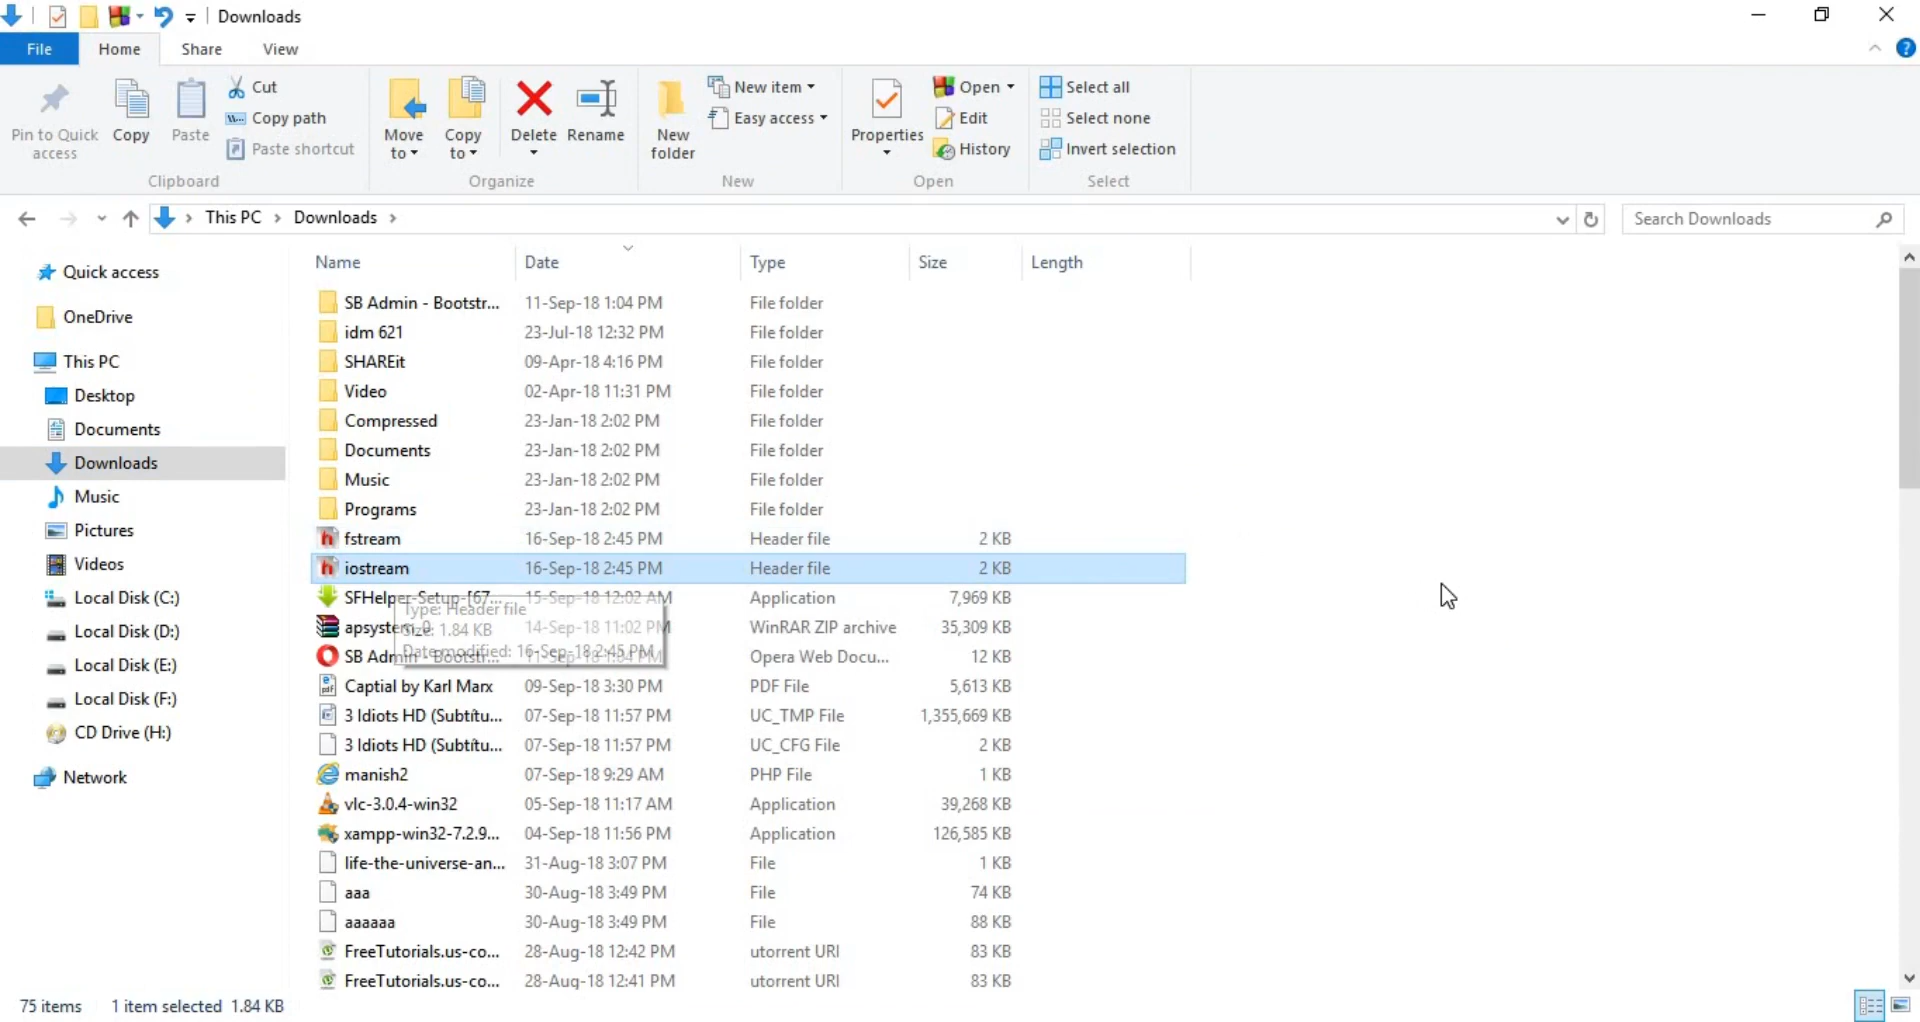 Downloads
File Home Share View
Pin to Quick access
Copy
Paste
Cut
Copy path
Paste shortcut
Clipboard
Move to
Copy to
Delete
Rename
Organize
New folder
New item
Easy access
New
Properties
Open
Edit
History
Open
Select all
Select none
Invert selection
Select
This PC > Downloads >
Search Downloads
Quick access
OneDrive
This PC
Desktop
Documents
Downloads
Music
Pictures
Videos
Local Disk (C:)
Local Disk (D:)
Local Disk (E:)
Local Disk (F:)
CD Drive (H:)
Network
Name Date Type Size Length
SB Admin - Bootstr... 11-Sep-18 1:04 PM File folder
idm 621 23-Jul-18 12:32 PM File folder
SHAREit 09-Apr-18 4:16 PM File folder
Video 02-Apr-18 11:31 PM File folder
Compressed 23-Jan-18 2:02 PM File folder
Documents 23-Jan-18 2:02 PM File folder
Music 23-Jan-18 2:02 PM File folder
Programs 23-Jan-18 2:02 PM File folder
fstream 16-Sep-18 2:45 PM Header file 2 KB
iostream 16-Sep-18 2:45 PM Header file 2 KB
SFHelper-Setup-[67... 15-Sep-18 12:02 AM Application 7,969 KB
Type: Header file
apsystem 14-Sep-18 11:02 PM WinRAR ZIP archive 35,309 KB
Size: 1.84 KB
SB Admin - Bootstr... 11-Sep-18 1:04 PM Opera Web Docu... 12 KB
Date modified: 16-Sep-18 2:45 PM
Captial by Karl Marx 09-Sep-18 3:30 PM PDF File 5,613 KB
3 Idiots HD (Subtítu... 07-Sep-18 11:57 PM UC_TMP File 1,355,669 KB
3 Idiots HD (Subtítu... 07-Sep-18 11:57 PM UC_CFG File 2 KB
manish2 07-Sep-18 9:29 AM PHP File 1 KB
vlc-3.0.4-win32 05-Sep-18 11:17 AM Application 39,268 KB
xampp-win32-7.2.9... 04-Sep-18 11:56 PM Application 126,585 KB
life-the-universe-an... 31-Aug-18 3:07 PM File 1 KB
aaa 30-Aug-18 3:49 PM File 74 KB
aaaaaa 30-Aug-18 3:49 PM File 88 KB
FreeTutorials.us-co... 28-Aug-18 12:42 PM utorrent URI 83 KB
FreeTutorials.us-co... 28-Aug-18 12:41 PM utorrent URI 83 KB
75 items 1 item selected 1.84 KB